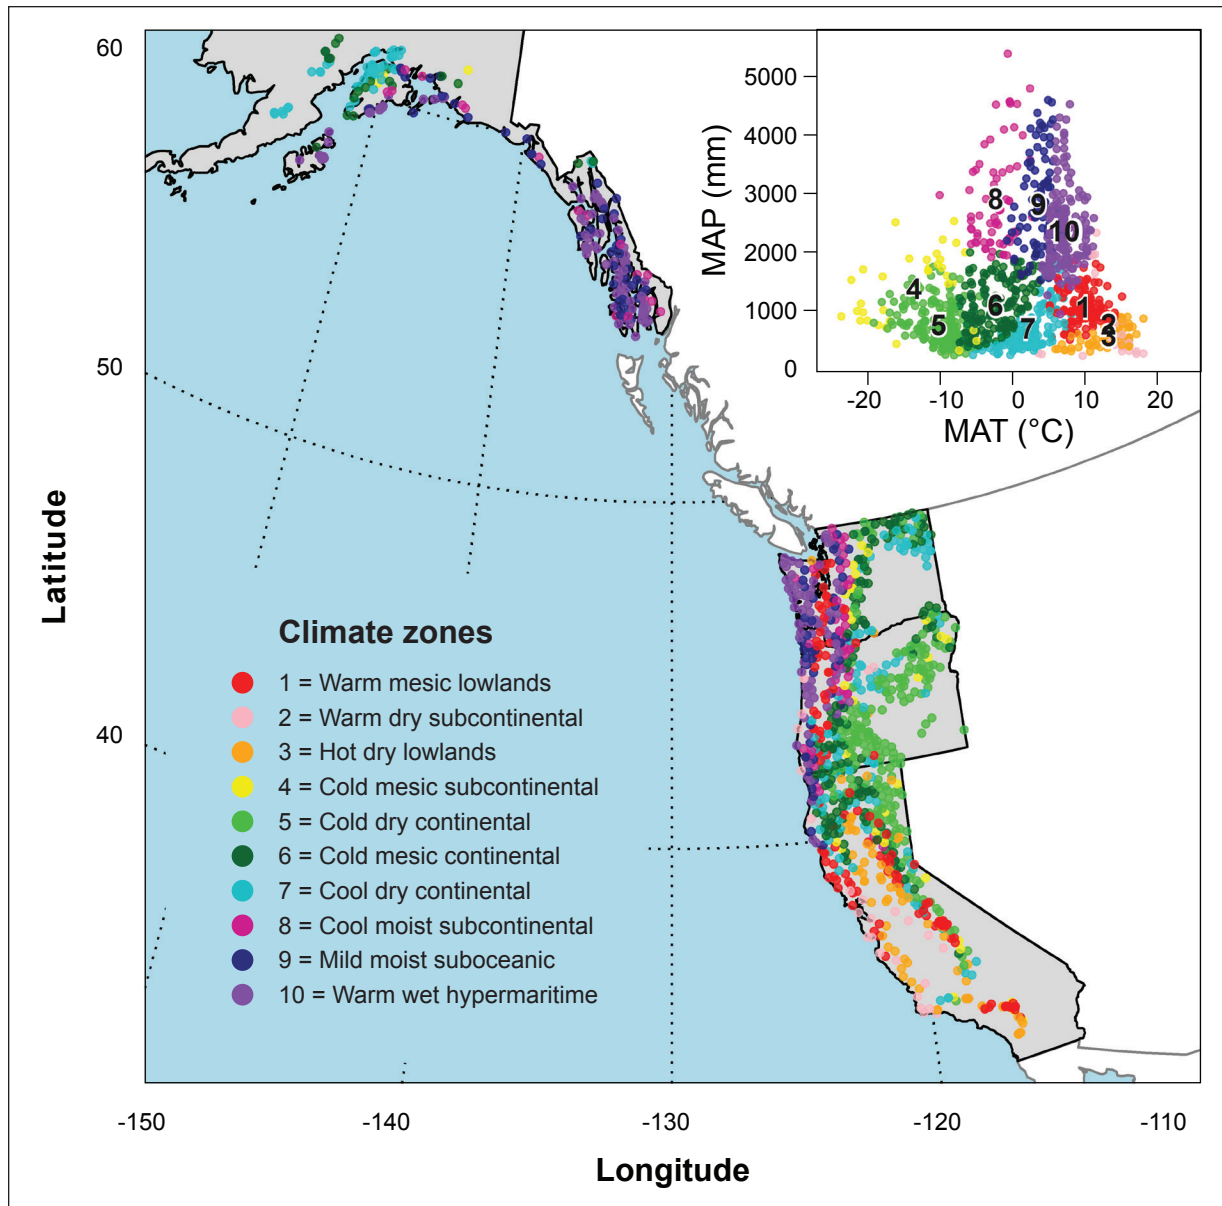 60
50
40
Latitude
-150
-140
-130
-120
-110
Longitude
Climate zones
1 = Warm mesic lowlands
2 = Warm dry subcontinental
3 = Hot dry lowlands
4 = Cold mesic subcontinental
5 = Cold dry continental
6 = Cold mesic continental
7 = Cool dry continental
8 = Cool moist subcontinental
9 = Mild moist suboceanic
10 = Warm wet hypermaritime
MAP (mm)
5000
4000
3000
2000
1000
0
8
9
10
4
5
6
7
1
2
3
-20
-10
0
10
20
MAT (°C)